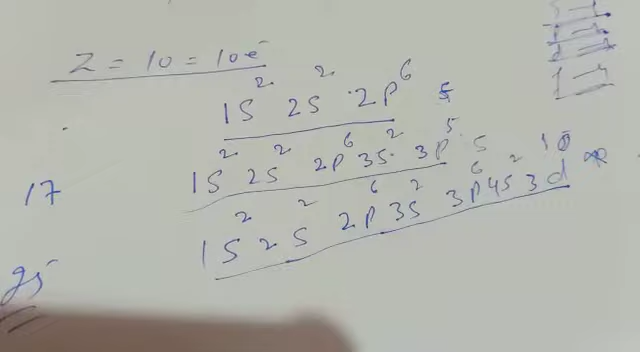 Z = 10 = 10e⁻
1S² 2S² 2P⁶
17 1S² 2S² 2P⁶ 3S² 3P⁵
1S² 2S² 2P⁶ 3S² 3P⁶ 4S² 3d¹⁰